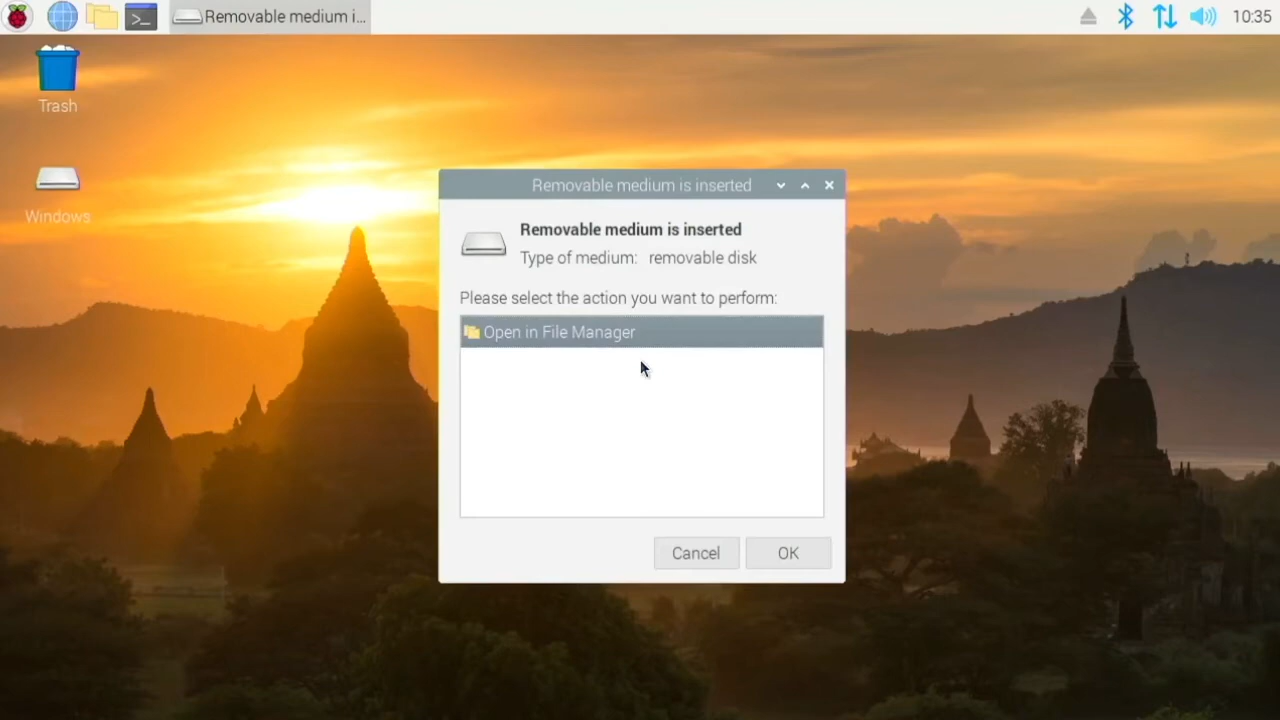 Removable medium i...
10:35
Trash
Windows
Removable medium is inserted
Removable medium is inserted
Type of medium: removable disk
Please select the action you want to perform:
Open in File Manager
Cancel OK